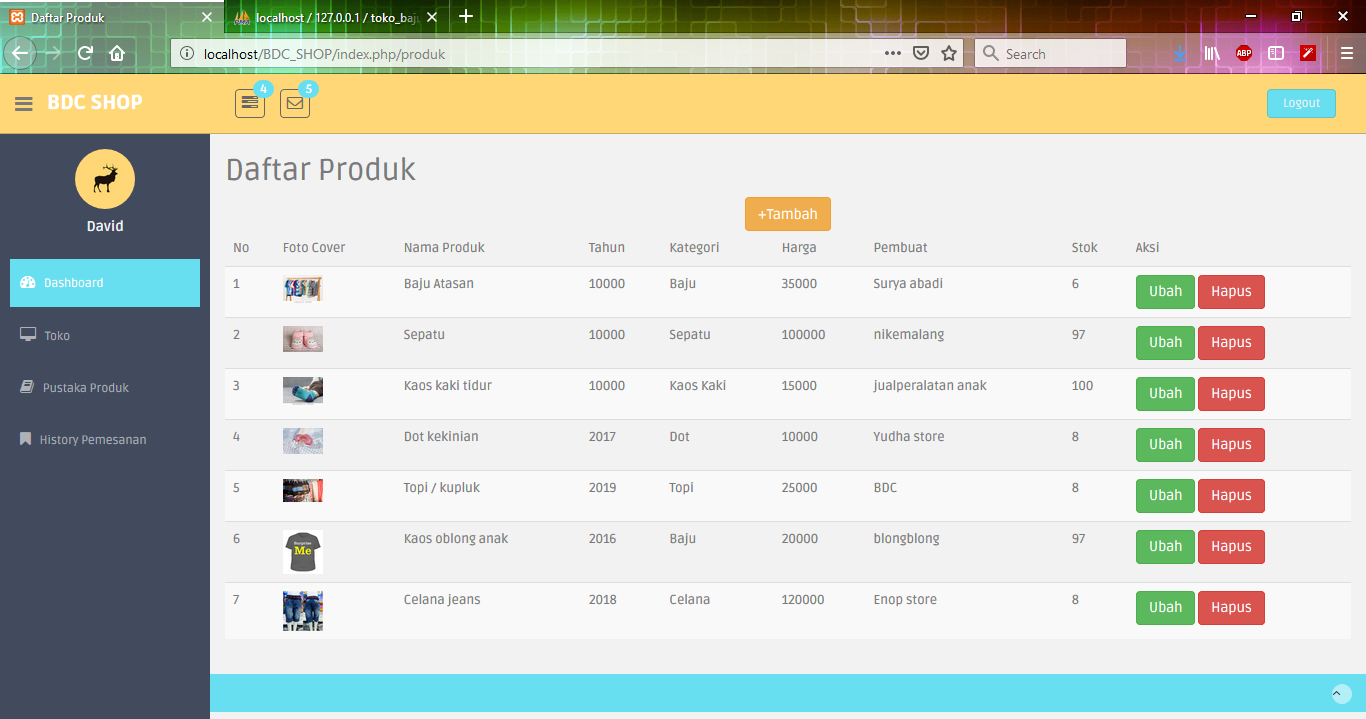 Daftar Produk
localhost / 127.0.0.1 / toko_baju
localhost/BDC_SHOP/index.php/produk
Search
ABP
BDC SHOP
4
5
Logout
David
Dashboard
Toko
Pustaka Produk
History Pemesanan
Daftar Produk
+Tambah
No Foto Cover Nama Produk Tahun Kategori Harga Pembuat Stok Aksi
1 Baju Atasan 10000 Baju 35000 Surya abadi 6 Ubah Hapus
2 Sepatu 10000 Sepatu 100000 nikemalang 97 Ubah Hapus
3 Kaos kaki tidur 10000 Kaos Kaki 15000 jualperalatan anak 100 Ubah Hapus
4 Dot kekinian 2017 Dot 10000 Yudha store 8 Ubah Hapus
5 Topi / kupluk 2019 Topi 25000 BDC 8 Ubah Hapus
6 Surprise Me Kaos oblong anak 2016 Baju 20000 blongblong 97 Ubah Hapus
7 Celana jeans 2018 Celana 120000 Enop store 8 Ubah Hapus